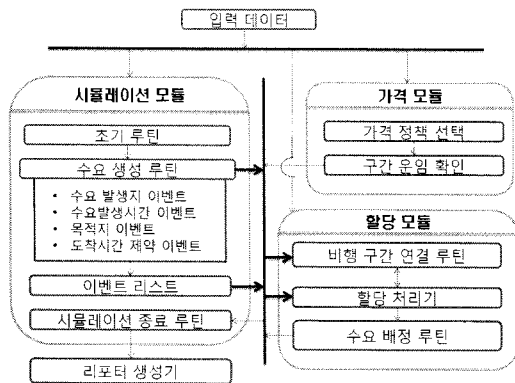 입력 데이터
시뮬레이션 모듈
초기 루틴
수요 생성 루틴
• 수요 발생지 이벤트
• 수요발생시간 이벤트
• 목적지 이벤트
• 도착시간 제약 이벤트
이벤트 리스트
시뮬레이션 종료 루틴
리포터 생성기
가격 모듈
가격 정책 선택
구간 운임 확인
할당 모듈
비행 구간 연결 루틴
할당 처리기
수요 배정 루틴